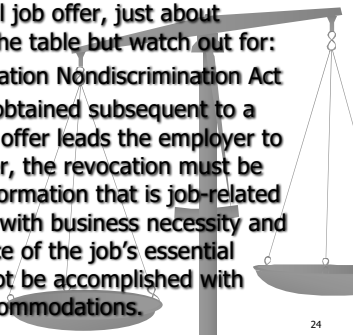 l job offer, just about
he table but watch out for:
ation Nondiscrimination Act
obtained subsequent to a
offer leads the employer to
r, the revocation must be
ormation that is job-related
with business necessity and
ce of the job's essential
ot be accomplished with
ommodations.
24